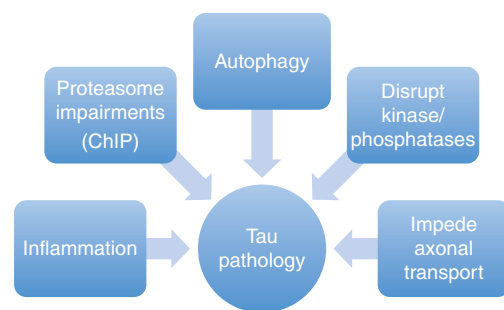 Autophagy
Proteasome
impairments
(ChIP)
Disrupt
kinase/
phosphatases
Inflammation
Tau
pathology
Impede
axonal
transport